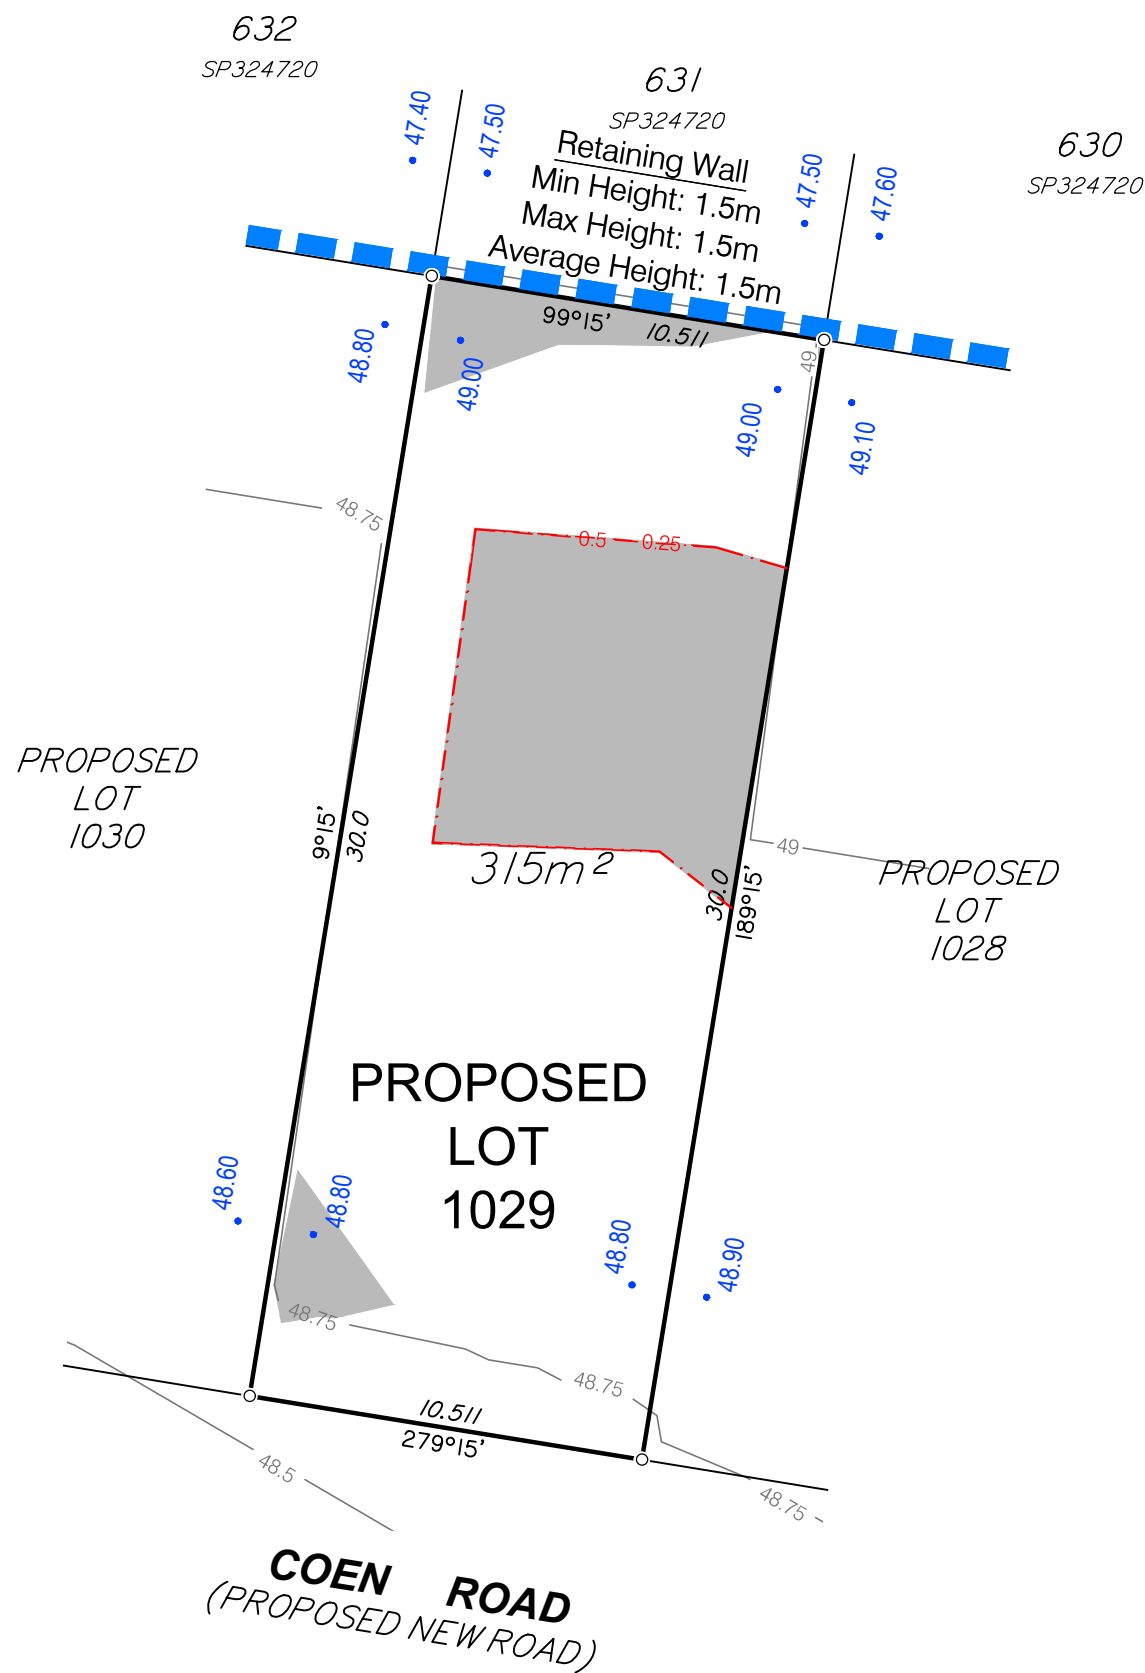 632
SP324720
631
SP324720
630
SP324720
47.40
47.50
Retaining Wall
Min Height: 1.5m
Max Height: 1.5m
Average Height: 1.5m
47.50
47.60
99°15'
10.511
48.80
49.00
49
49.00
49.10
48.75
0.5
0.25
PROPOSED
LOT
1030
9°15'
30.0
315m²
30.0
189°15'
49
PROPOSED
LOT
1028
PROPOSED
LOT
1029
48.60
48.80
48.80
48.90
48.75
48.75
10.511
279°15'
48.5
48.75
COEN ROAD
(PROPOSED NEW ROAD)